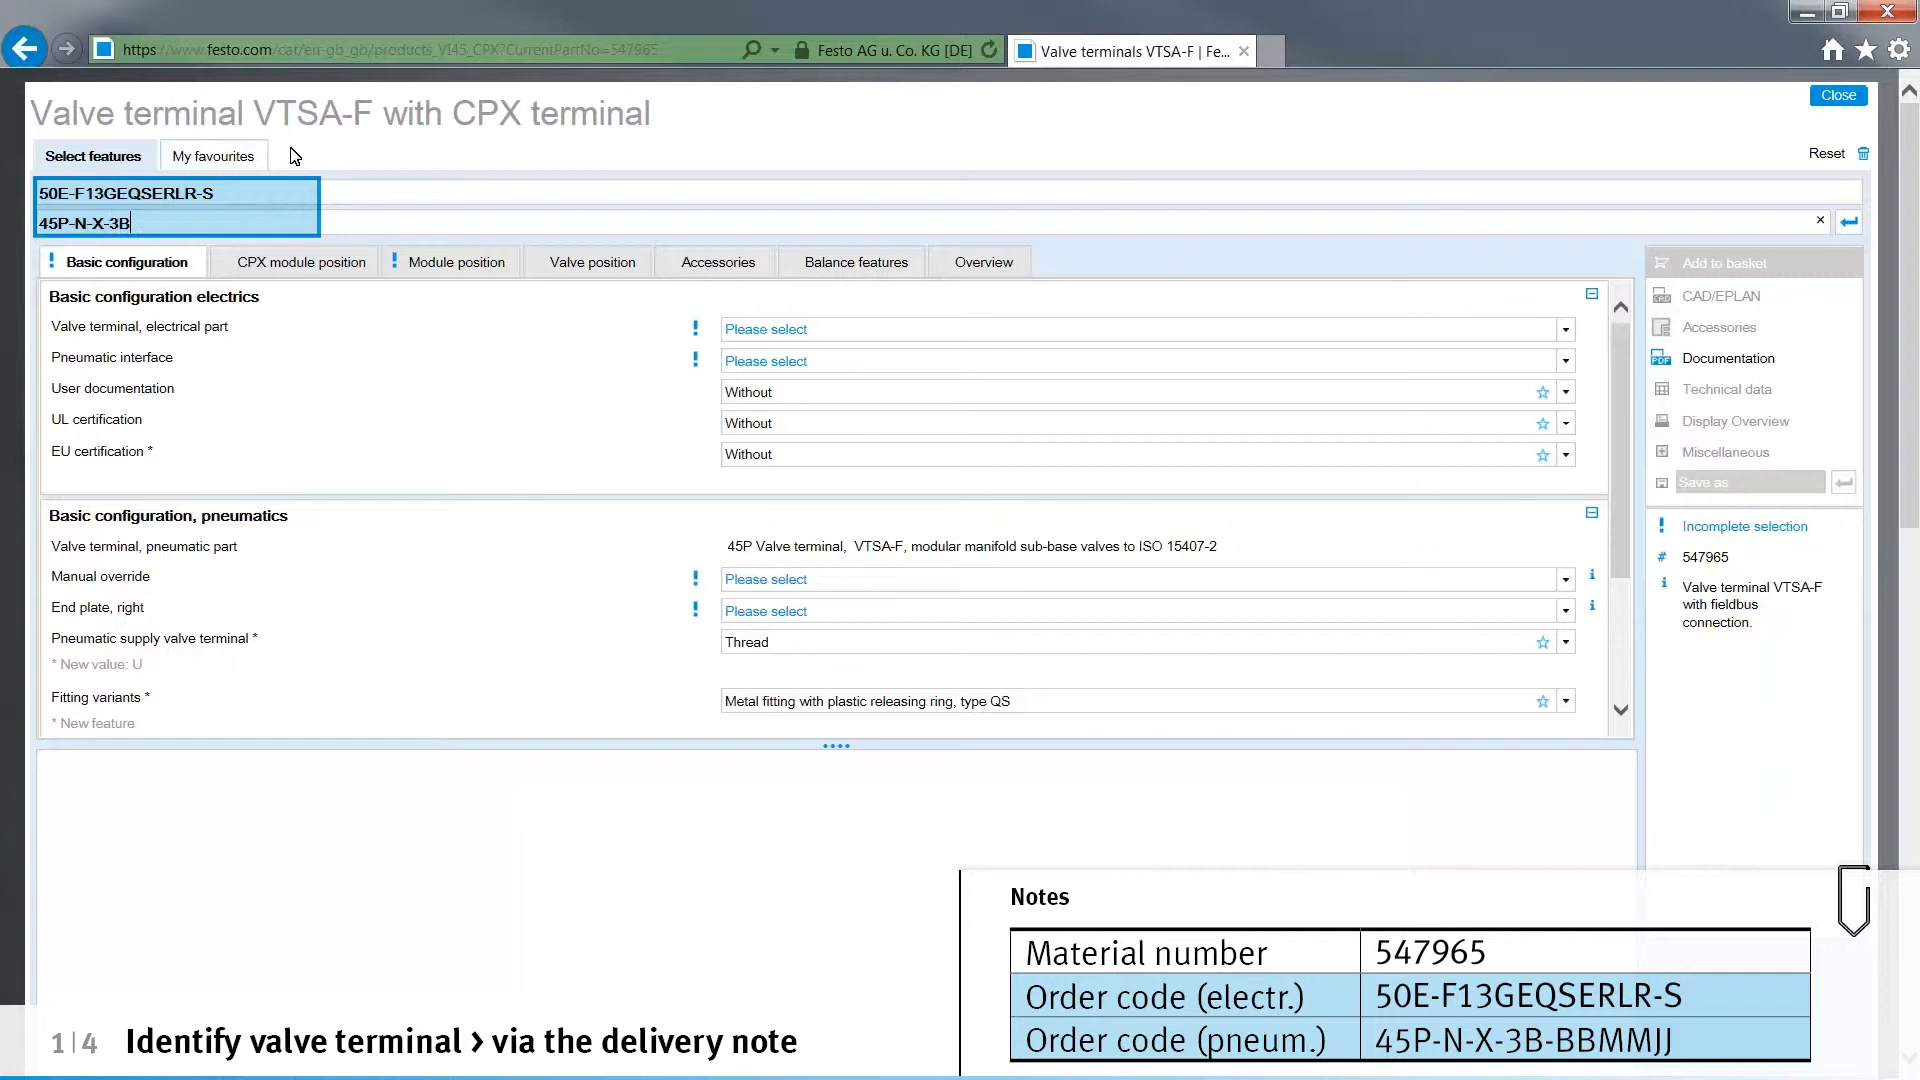 https://www.festo.com/cat/en-gb_gb/products_VI45_CPX?CurrentPartNo=547965
Festo AG u. Co. KG [DE]
Valve terminals VTSA-F | Fe...
Valve terminal VTSA-F with CPX terminal
Close
Select features
My favourites
Reset
50E-F13GEQSERLR-S
45P-N-X-3B
Basic configuration
CPX module position
Module position
Valve position
Accessories
Balance features
Overview
Basic configuration electrics
Valve terminal, electrical part
Please select
Pneumatic interface
Please select
User documentation
Without
UL certification
Without
EU certification *
Without
Basic configuration, pneumatics
Valve terminal, pneumatic part
45P Valve terminal, VTSA-F, modular manifold sub-base valves to ISO 15407-2
Manual override
Please select
End plate, right
Please select
Pneumatic supply valve terminal *
Thread
* New value: U
Fitting variants *
Metal fitting with plastic releasing ring, type QS
* New feature
Add to basket
CAD/EPLAN
Accessories
Documentation
Technical data
Display Overview
Miscellaneous
Save as
Incomplete selection
# 547965
Valve terminal VTSA-F
with fieldbus
connection.
Notes
Material number 547965
Order code (electr.) 50E-F13GEQSERLR-S
Order code (pneum.) 45P-N-X-3B-BBMMJJ
1|4 Identify valve terminal > via the delivery note